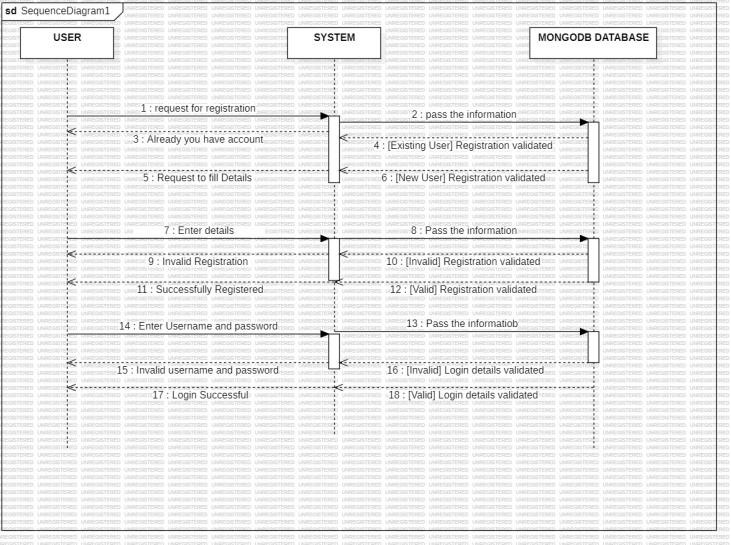 sd SequenceDiagram1
USER
SYSTEM
MONGODB DATABASE
1 : request for registration
2 : pass the information
3 : Already you have account
4 : [Existing User] Registration validated
5 : Request to fill Details
6 : [New User] Registration validated
7 : Enter details
8 : Pass the information
9 : Invalid Registration
10 : [Invalid] Registration validated
11 : Successfully Registered
12 : [Valid] Registration validated
13 : Pass the informatiob
14 : Enter Username and password
15 : Invalid username and password
16 : [Invalid] Login details validated
17 : Login Successful
18 : [Valid] Login details validated
UNREGISTERED